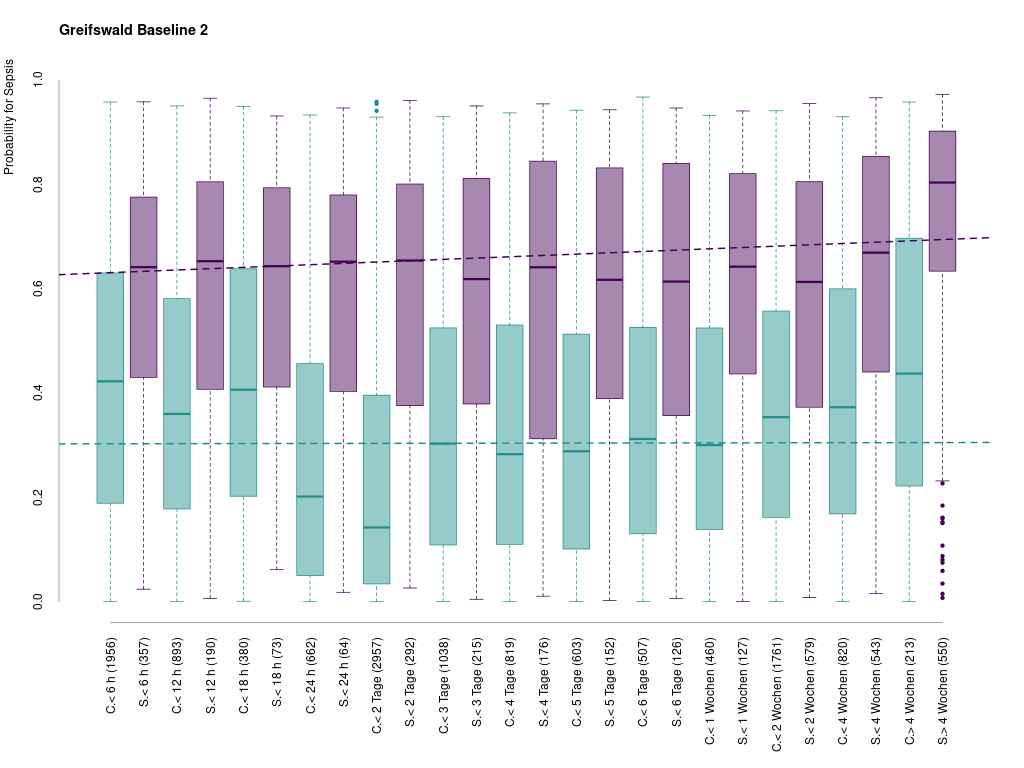 Greifswald Baseline 2
Probability for Sepsis
1.0
0.8
0.6
0.4
0.2
0.0
C.< 6 h (1956)
S.< 6 h (357)
C.< 12 h (893)
S.< 12 h (190)
C.< 18 h (380)
S.< 18 h (73)
C.< 24 h (662)
S.< 24 h (64)
C.< 2 Tage (2957)
S.< 2 Tage (292)
C.< 3 Tage (1038)
S.< 3 Tage (215)
C.< 4 Tage (819)
S.< 4 Tage (176)
C.< 5 Tage (603)
S.< 5 Tage (152)
C.< 6 Tage (507)
S.< 6 Tage (126)
C.< 1 Wochen (460)
S.< 1 Wochen (127)
C.< 2 Wochen (1761)
S.< 2 Wochen (579)
C.< 4 Wochen (820)
S.< 4 Wochen (543)
C.> 4 Wochen (213)
S.> 4 Wochen (550)